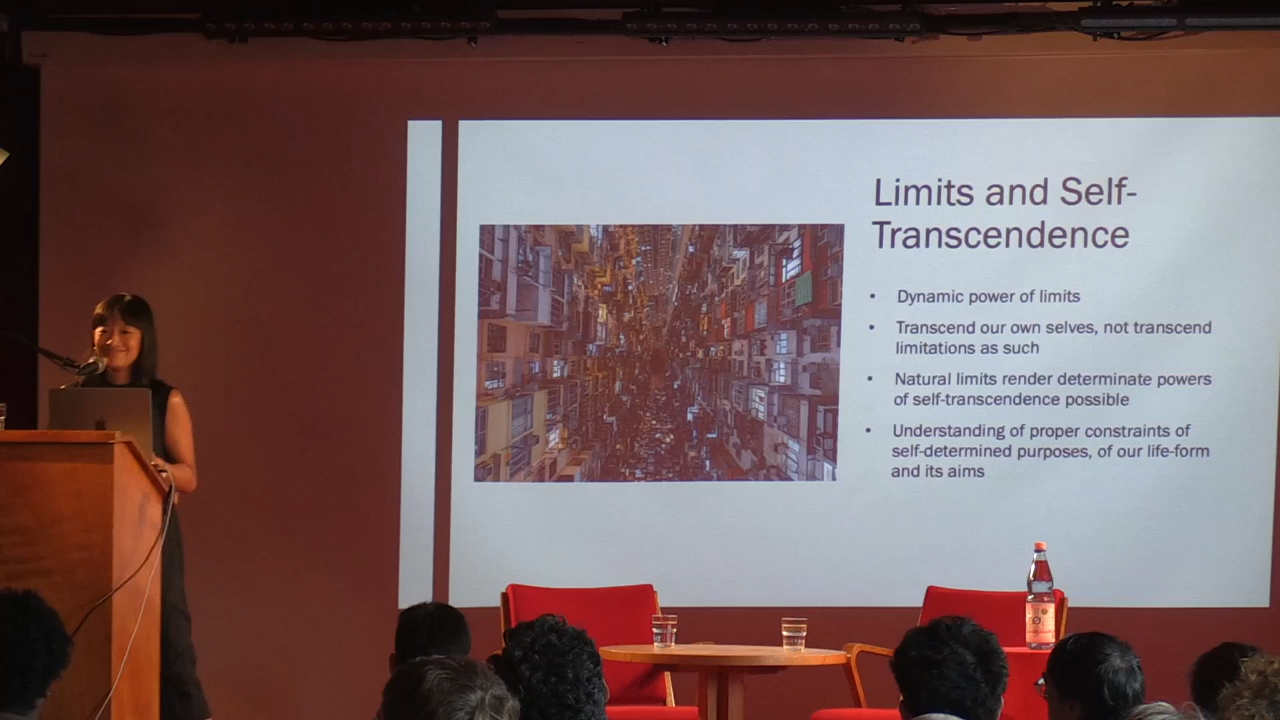 Limits and Self-
Transcendence
• Dynamic power of limits
• Transcend our own selves, not transcend
limitations as such
• Natural limits render determinate powers
of self-transcendence possible
• Understanding of proper constraints of
self-determined purposes, of our life-form
and its aims